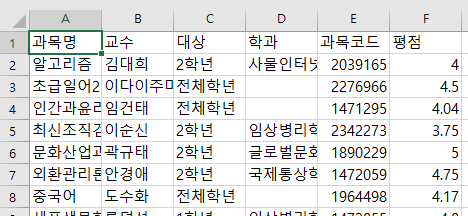 A B C D E F
1 과목명 교수 대상 학과 과목코드 평점
2 알고리즘 김대희 2학년 사물인터넷 2039165 4
3 초급일어2 이다이주미 전체학년 2276966 4.5
4 인간과윤리 임건태 전체학년 1471295 4.04
5 최신조직검 이순신 2학년 임상병리학 2342273 3.75
6 문화산업과 곽규태 2학년 글로벌문화 1890229 5
7 외환관리론 안경애 2학년 국제통상학 1472059 4.75
8 중국어 도수화 전체학년 1964498 4.17